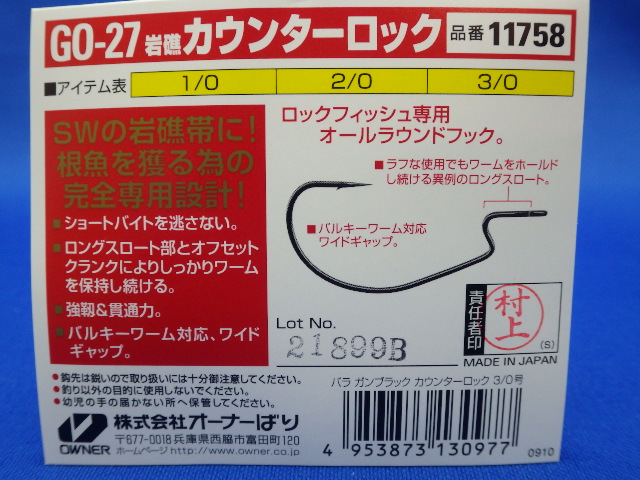 GO-27 岩礁 カウンターロック 品番 11758
■アイテム表 1/0 2/0 3/0
SWの岩礁帯に!
根魚を獲る為の
完全専用設計!
■ショートバイトを逃さない。
■ロングスロート部とオフセット
クランクによりしっかりワーム
を保持し続ける。
■強靱&貫通力。
■バルキーワーム対応、ワイド
ギャップ。
ロックフィッシュ専用
オールラウンドフック。
■ラフな使用でもワームをホールド
し続ける異例のロングスロート。
■バルキーワーム対応
ワイドギャップ。
Lot No.
21899B
責任者印
村上
(S)
MADE IN JAPAN
●鈎先は鋭いので取り扱いには十分御注意してください。
●釣り以外の目的に使用しないでください。
●幼児の手の届かない所へ保管してください。
OWNER
株式会社オーナーばり
〒677-0018 兵庫県西脇市富田町120
ホームページ http://www.owner.co.jp
バラ ガンブラック カウンターロック 3/0号
4 953873 130977
0910